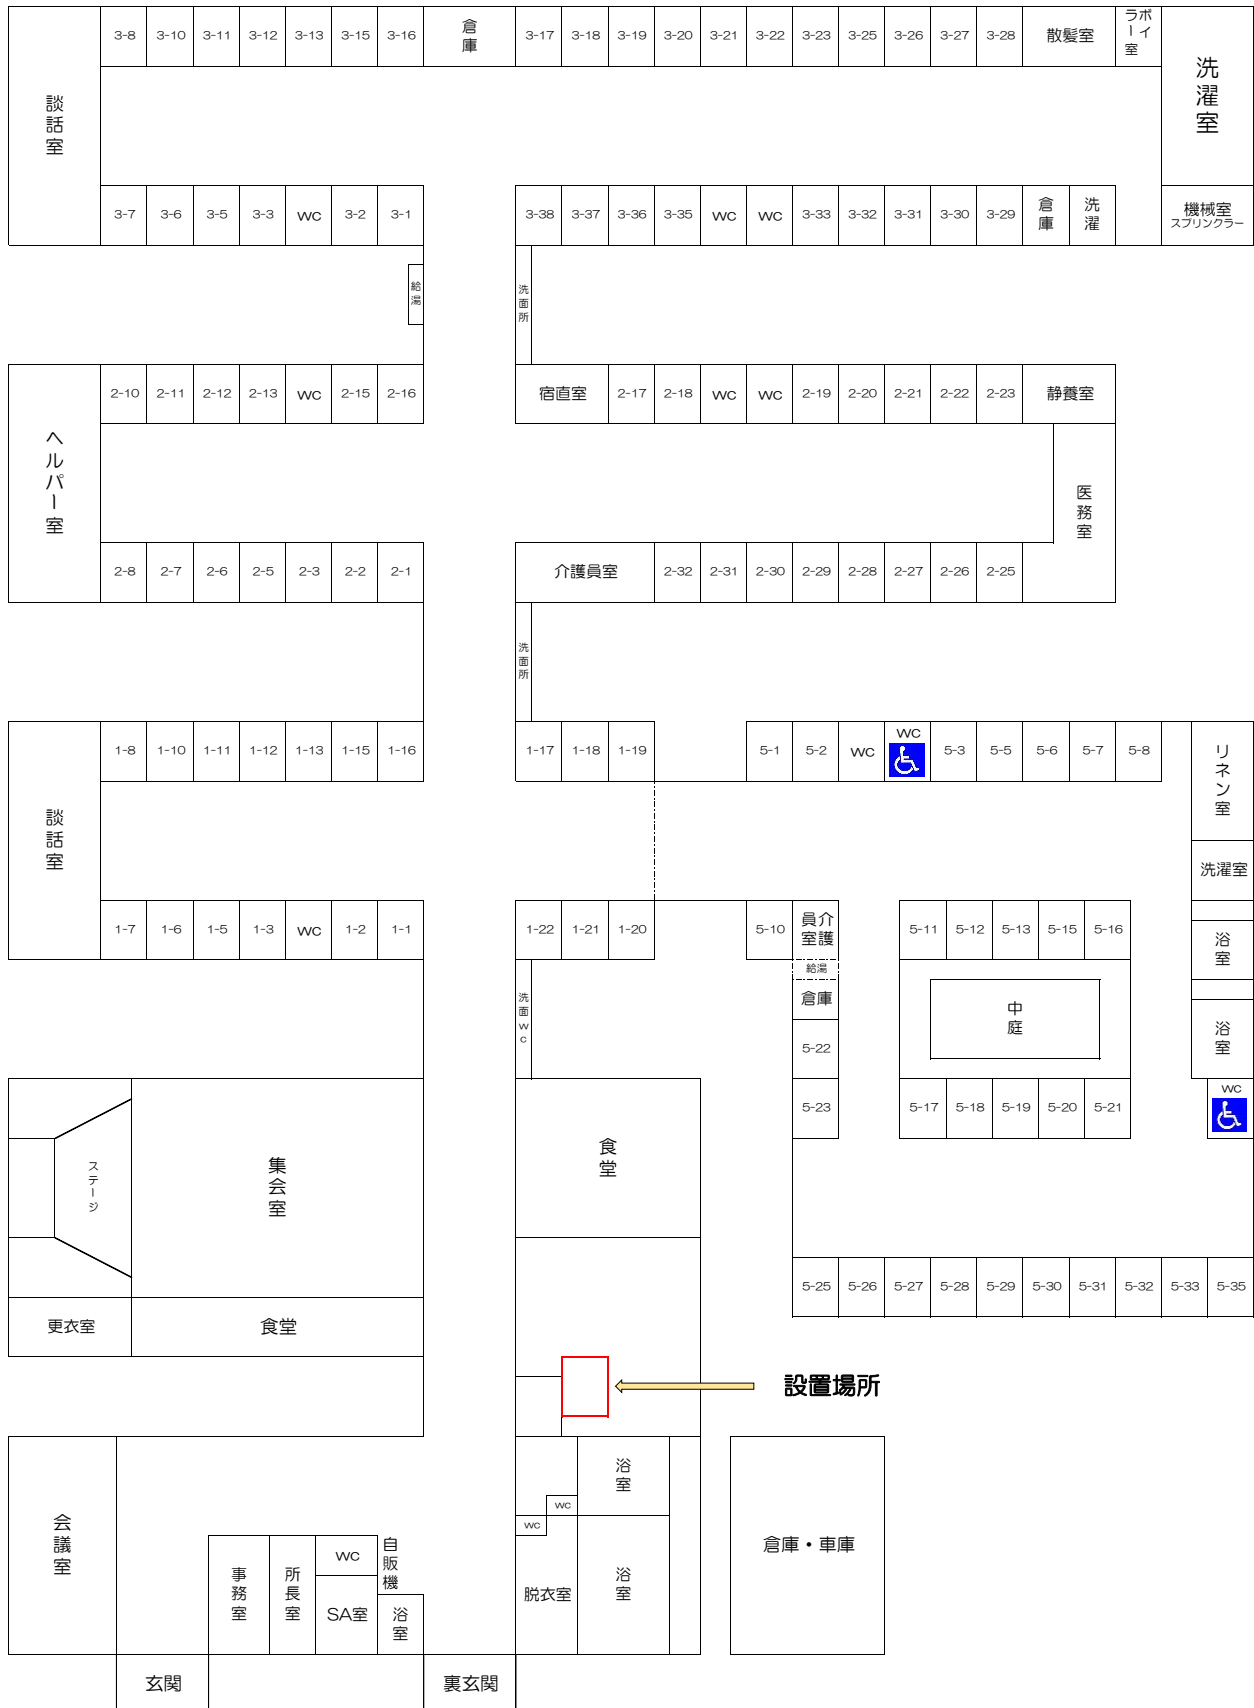 3-8 3-10 3-11 3-12 3-13 3-15 3-16 倉庫 3-17 3-18 3-19 3-20 3-21 3-22 3-23 3-25 3-26 3-27 3-28 散髪室 ボイラー室
洗濯室
談話室
3-7 3-6 3-5 3-3 WC 3-2 3-1 3-38 3-37 3-36 3-35 WC WC 3-33 3-32 3-31 3-30 3-29 倉庫 洗濯 機械室
スプリンクラー
給湯 洗面所
2-10 2-11 2-12 2-13 WC 2-15 2-16 宿直室 2-17 2-18 WC WC 2-19 2-20 2-21 2-22 2-23 静養室
ヘルパー室
医務室
2-8 2-7 2-6 2-5 2-3 2-2 2-1 介護員室 2-32 2-31 2-30 2-29 2-28 2-27 2-26 2-25
洗面所
1-8 1-10 1-11 1-12 1-13 1-15 1-16 1-17 1-18 1-19 5-1 5-2 WC WC 5-3 5-5 5-6 5-7 5-8 リネン室
談話室
洗濯室
1-7 1-6 1-5 1-3 WC 1-2 1-1 1-22 1-21 1-20 5-10 介護員室 5-11 5-12 5-13 5-15 5-16 浴室
給湯
洗面WC 倉庫 中庭 浴室
5-22
WC
5-23 5-17 5-18 5-19 5-20 5-21
ステージ 集会室 食堂
5-25 5-26 5-27 5-28 5-29 5-30 5-31 5-32 5-33 5-35
更衣室 食堂
設置場所
浴室
WC
WC
会議室 事務室 所長室 WC 自販機 倉庫・車庫
SA室 浴室 脱衣室 浴室
玄関 裏玄関